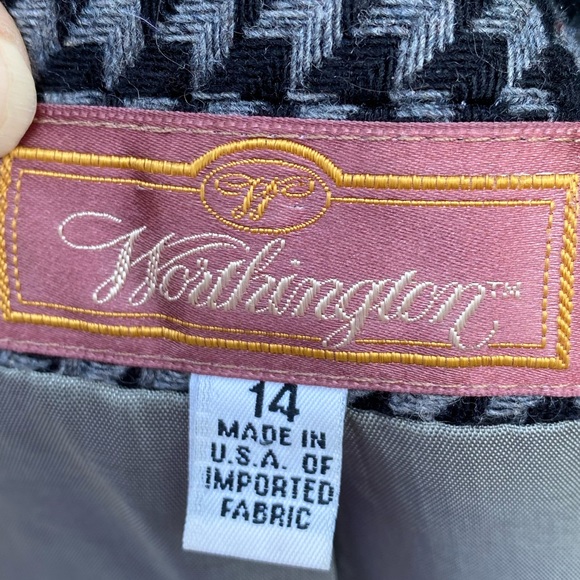 W
Worthington™
14
MADE IN
U.S.A. OF
IMPORTED
FABRIC